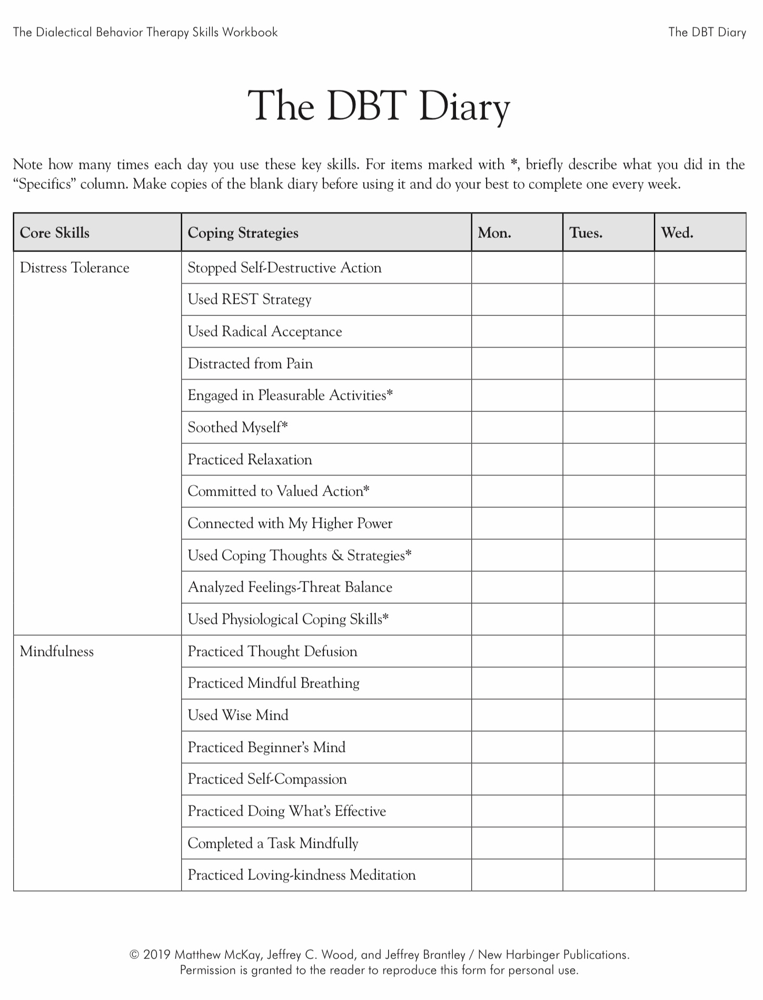 The Dialectical Behavior Therapy Skills Workbook The DBT Diary
The DBT Diary
Note how many times each day you use these key skills. For items marked with *, briefly describe what you did in the
“Specifics” column. Make copies of the blank diary before using it and do your best to complete one every week.
Core Skills Coping Strategies Mon. Tues. Wed.
Distress Tolerance Stopped Self-Destructive Action
Used REST Strategy
Used Radical Acceptance
Distracted from Pain
Engaged in Pleasurable Activities*
Soothed Myself*
Practiced Relaxation
Committed to Valued Action*
Connected with My Higher Power
Used Coping Thoughts & Strategies*
Analyzed Feelings-Threat Balance
Used Physiological Coping Skills*
Mindfulness Practiced Thought Defusion
Practiced Mindful Breathing
Used Wise Mind
Practiced Beginner’s Mind
Practiced Self-Compassion
Practiced Doing What’s Effective
Completed a Task Mindfully
Practiced Loving-kindness Meditation
© 2019 Matthew McKay, Jeffrey C. Wood, and Jeffrey Brantley / New Harbinger Publications.
Permission is granted to the reader to reproduce this form for personal use.